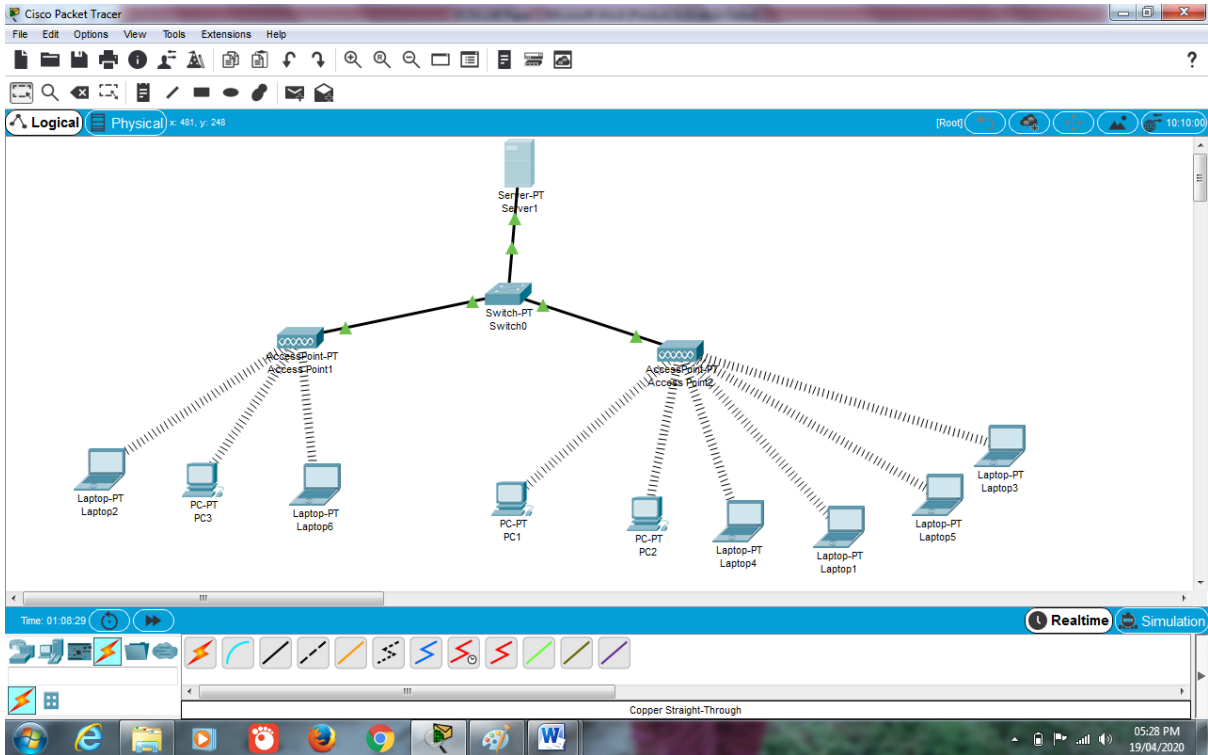 Cisco Packet Tracer
File Edit Options View Tools Extensions Help
?
Logical Physical x: 481, y: 248 [Root] 10:10:00
Server-PT
Server1
Switch-PT
Switch0
AccessPoint-PT
Access Point1
AccessPoint-PT
Access Point2
Laptop-PT
Laptop2
PC-PT
PC3
Laptop-PT
Laptop6
PC-PT
PC1
PC-PT
PC2
Laptop-PT
Laptop4
Laptop-PT
Laptop1
Laptop-PT
Laptop5
Laptop-PT
Laptop3
Time: 01:08:29 Realtime Simulation
Copper Straight-Through
05:28 PM
19/04/2020